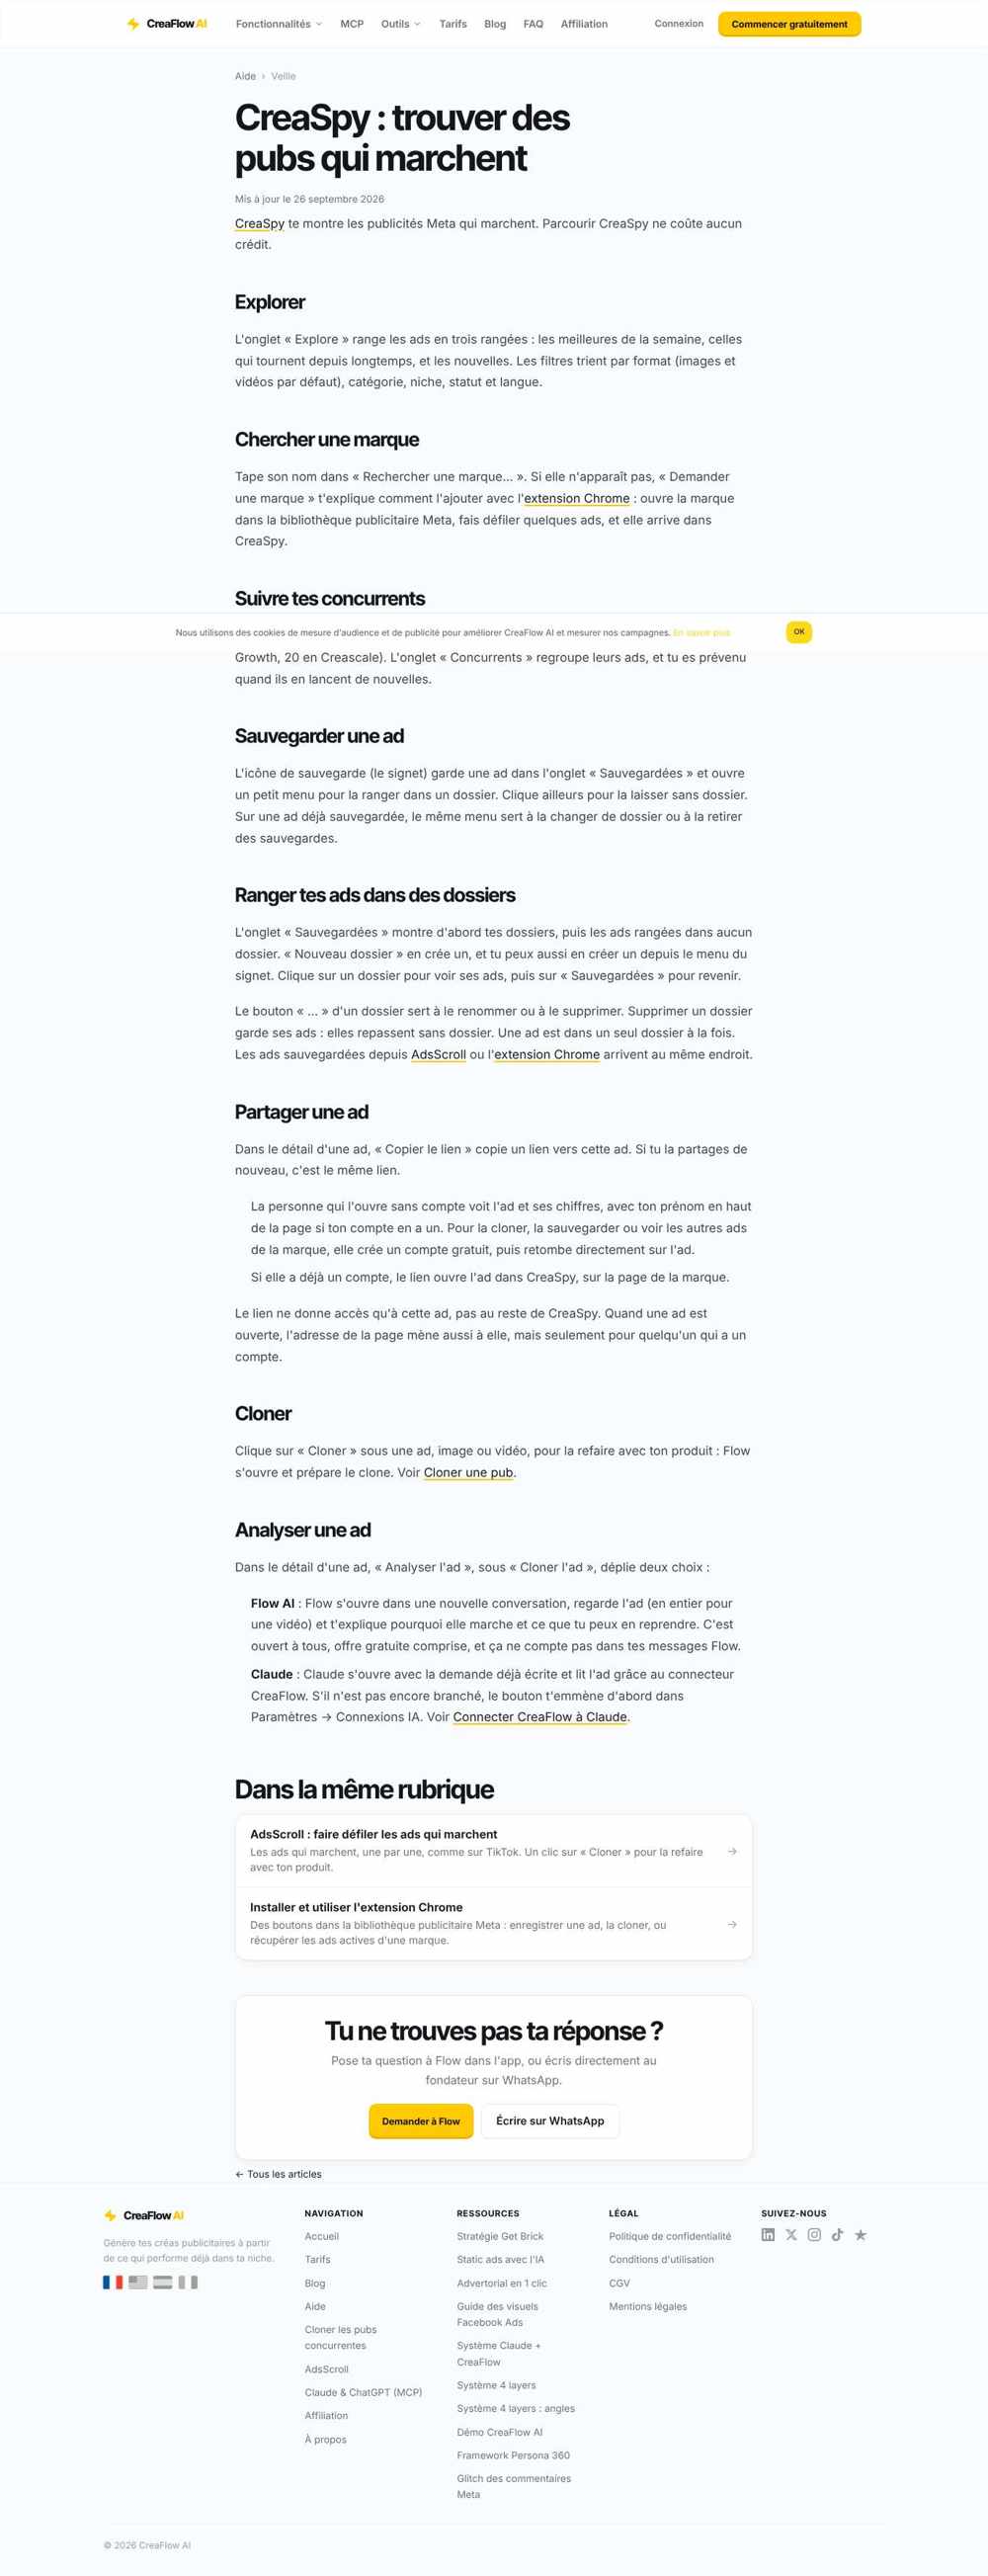 CreaFlow AI
Fonctionnalités
MCP
Outils
Tarifs
Blog
FAQ
Affiliation
Connexion
Commencer gratuitement
Aide › Veille
CreaSpy : trouver des
pubs qui marchent
Mis à jour le 26 septembre 2026
CreaSpy te montre les publicités Meta qui marchent. Parcourir CreaSpy ne coûte aucun
crédit.
Explorer
L'onglet « Explore » range les ads en trois rangées : les meilleures de la semaine, celles
qui tournent depuis longtemps, et les nouvelles. Les filtres trient par format (images et
vidéos par défaut), catégorie, niche, statut et langue.
Chercher une marque
Tape son nom dans « Rechercher une marque... ». Si elle n'apparaît pas, « Demander
une marque » t'explique comment l'ajouter avec l'extension Chrome : ouvre la marque
dans la bibliothèque publicitaire Meta, fais défiler quelques ads, et elle arrive dans
CreaSpy.
Suivre tes concurrents
Nous utilisons des cookies de mesure d'audience et de publicité pour améliorer CreaFlow AI et mesurer nos campagnes. En savoir plus
OK
Growth, 20 en Creascale). L'onglet « Concurrents » regroupe leurs ads, et tu es prévenu
quand ils en lancent de nouvelles.
Sauvegarder une ad
L'icône de sauvegarde (le signet) garde une ad dans l'onglet « Sauvegardées » et ouvre
un petit menu pour la ranger dans un dossier. Clique ailleurs pour la laisser sans dossier.
Sur une ad déjà sauvegardée, le même menu sert à la changer de dossier ou à la retirer
des sauvegardes.
Ranger tes ads dans des dossiers
L'onglet « Sauvegardées » montre d'abord tes dossiers, puis les ads rangées dans aucun
dossier. « Nouveau dossier » en crée un, et tu peux aussi en créer un depuis le menu du
signet. Clique sur un dossier pour voir ses ads, puis sur « Sauvegardées » pour revenir.
Le bouton « ... » d'un dossier sert à le renommer ou à le supprimer. Supprimer un dossier
garde ses ads : elles repassent sans dossier. Une ad est dans un seul dossier à la fois.
Les ads sauvegardées depuis AdsScroll ou l'extension Chrome arrivent au même endroit.
Partager une ad
Dans le détail d'une ad, « Copier le lien » copie un lien vers cette ad. Si tu la partages de
nouveau, c'est le même lien.
La personne qui l'ouvre sans compte voit l'ad et ses chiffres, avec ton prénom en haut
de la page si ton compte en a un. Pour la cloner, la sauvegarder ou voir les autres ads
de la marque, elle crée un compte gratuit, puis retombe directement sur l'ad.
Si elle a déjà un compte, le lien ouvre l'ad dans CreaSpy, sur la page de la marque.
Le lien ne donne accès qu'à cette ad, pas au reste de CreaSpy. Quand une ad est
ouverte, l'adresse de la page mène aussi à elle, mais seulement pour quelqu'un qui a un
compte.
Cloner
Clique sur « Cloner » sous une ad, image ou vidéo, pour la refaire avec ton produit : Flow
s'ouvre et prépare le clone. Voir Cloner une pub.
Analyser une ad
Dans le détail d'une ad, « Analyser l'ad », sous « Cloner l'ad », déplie deux choix :
Flow AI : Flow s'ouvre dans une nouvelle conversation, regarde l'ad (en entier pour
une vidéo) et t'explique pourquoi elle marche et ce que tu peux en reprendre. C'est
ouvert à tous, offre gratuite comprise, et ça ne compte pas dans tes messages Flow.
Claude : Claude s'ouvre avec la demande déjà écrite et lit l'ad grâce au connecteur
CreaFlow. S'il n'est pas encore branché, le bouton t'emmène d'abord dans
Paramètres → Connexions IA. Voir Connecter CreaFlow à Claude.
Dans la même rubrique
AdsScroll : faire défiler les ads qui marchent
Les ads qui marchent, une par une, comme sur TikTok. Un clic sur « Cloner » pour la refaire
avec ton produit.
→
Installer et utiliser l'extension Chrome
Des boutons dans la bibliothèque publicitaire Meta : enregistrer une ad, la cloner, ou
récupérer les ads actives d'une marque.
→
Tu ne trouves pas ta réponse ?
Pose ta question à Flow dans l'app, ou écris directement au
fondateur sur WhatsApp.
Demander à Flow
Écrire sur WhatsApp
← Tous les articles
CreaFlow AI
Génère tes créas publicitaires à partir
de ce qui performe déjà dans ta niche.
NAVIGATION
Accueil
Tarifs
Blog
Aide
Cloner les pubs
concurrentes
AdsScroll
Claude & ChatGPT (MCP)
Affiliation
À propos
RESSOURCES
Stratégie Get Brick
Static ads avec l'IA
Advertorial en 1 clic
Guide des visuels
Facebook Ads
Système Claude +
CreaFlow
Système 4 layers
Système 4 layers : angles
Démo CreaFlow AI
Framework Persona 360
Glitch des commentaires
Meta
LÉGAL
Politique de confidentialité
Conditions d'utilisation
CGV
Mentions légales
SUIVEZ-NOUS
© 2026 CreaFlow AI